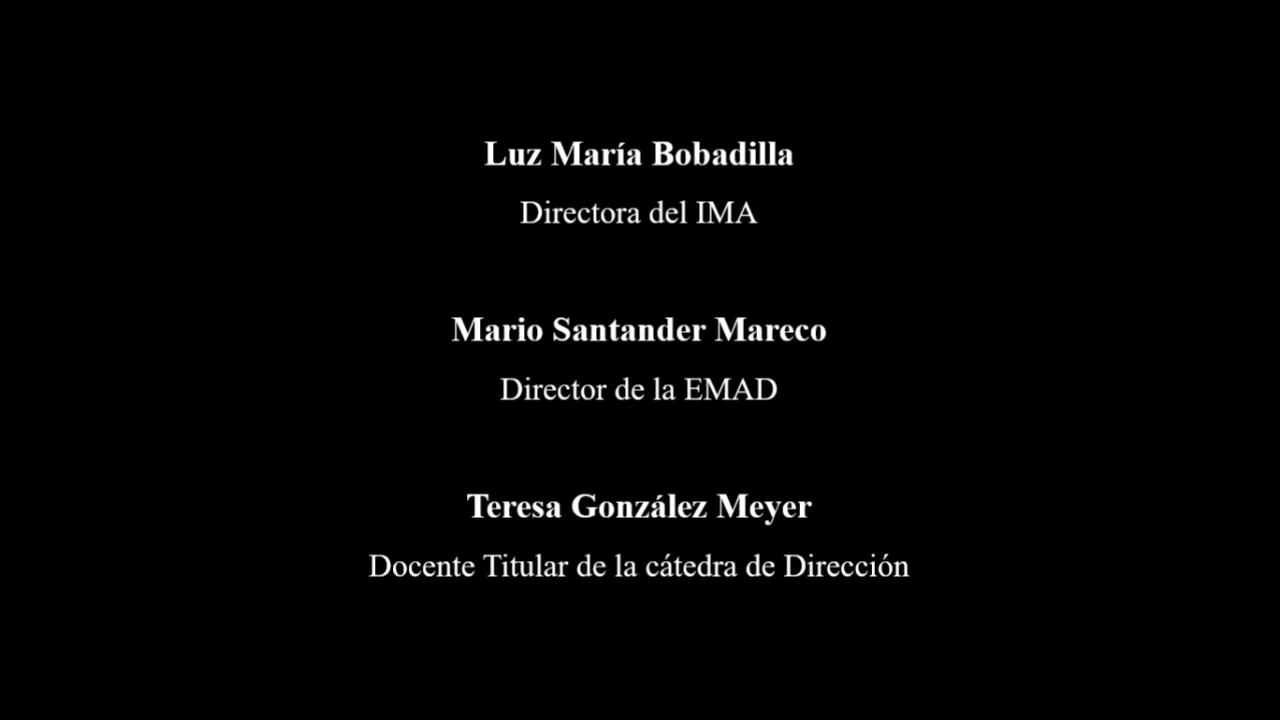 Luz María Bobadilla
Directora del IMA
Mario Santander Mareco
Director de la EMAD
Teresa González Meyer
Docente Titular de la cátedra de Dirección